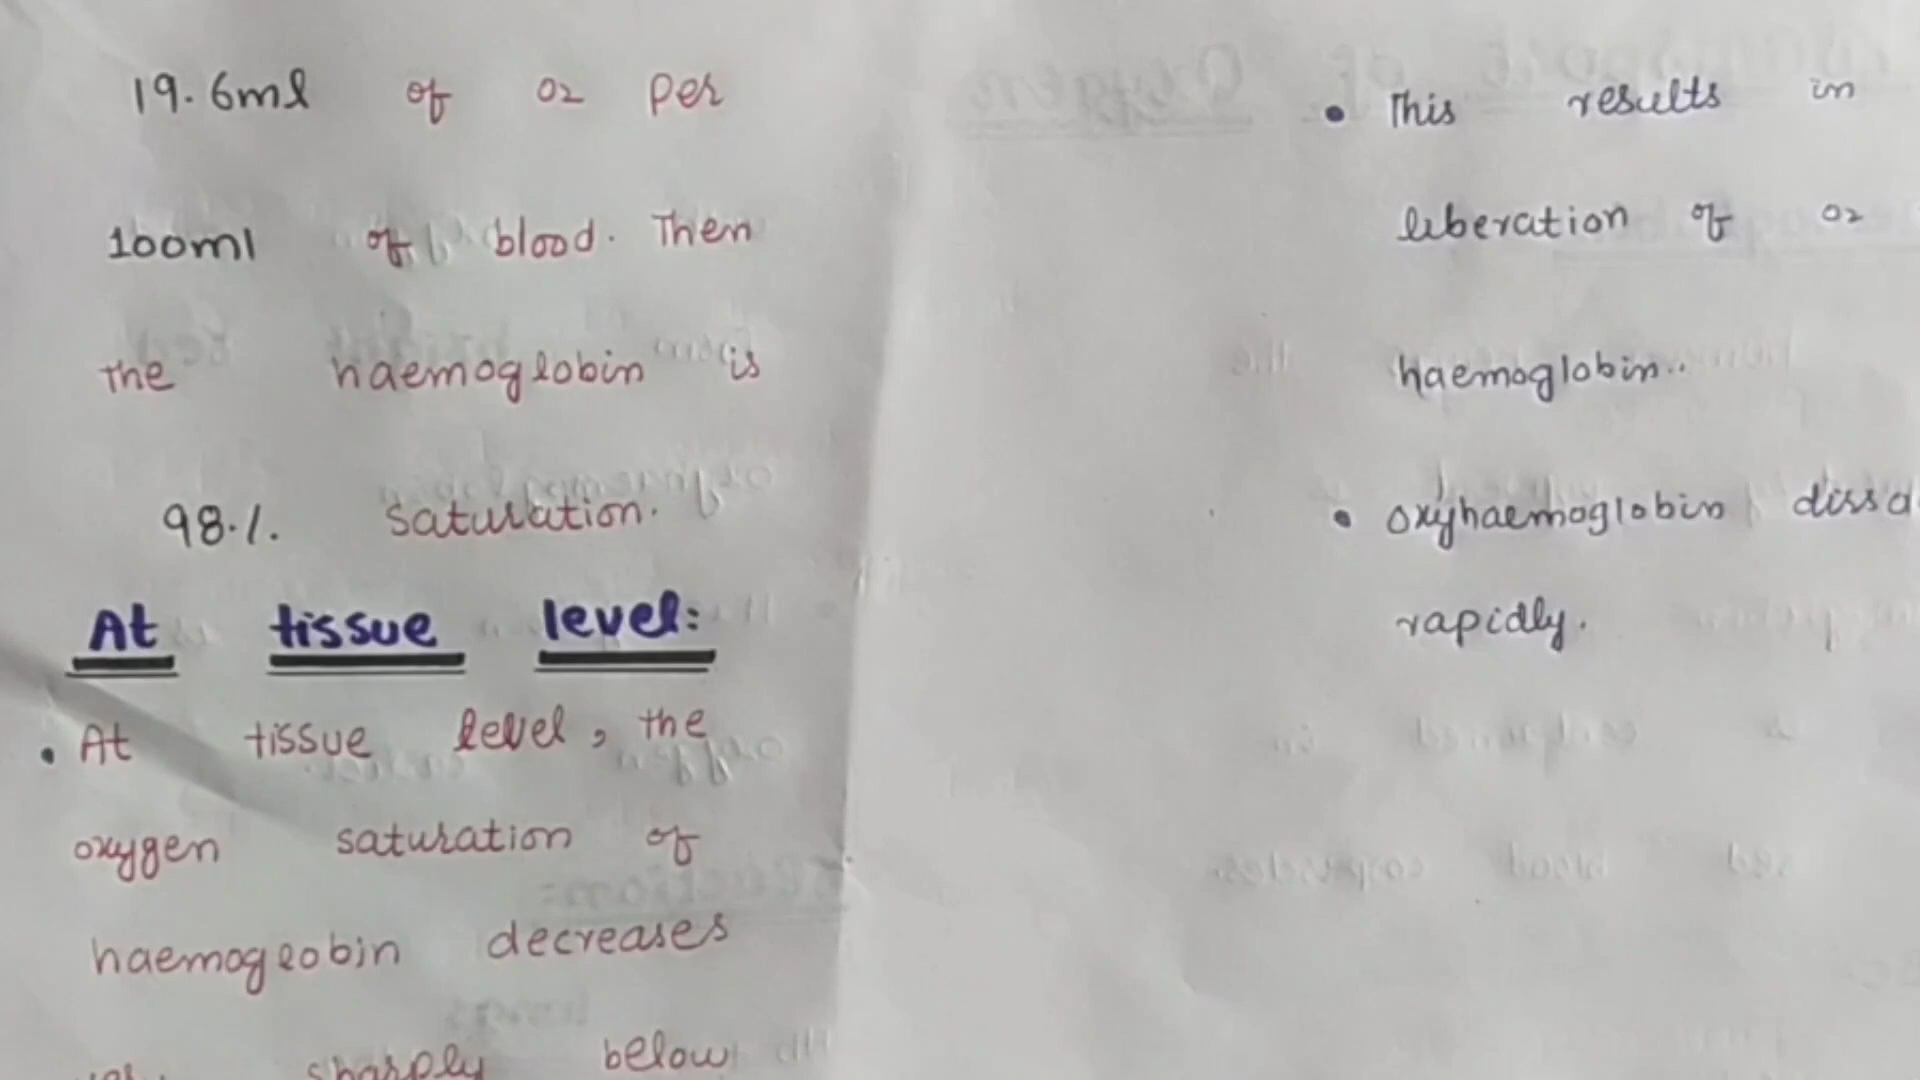 19.6ml of O2 per
100ml of blood. Then
the haemoglobin is
98% saturation.
At tissue level:
• At tissue level, the
oxygen saturation of
haemoglobin decreases
sharply below
• This results in
liberation of O2
haemoglobin..
• oxyhaemoglobin
rapidly.